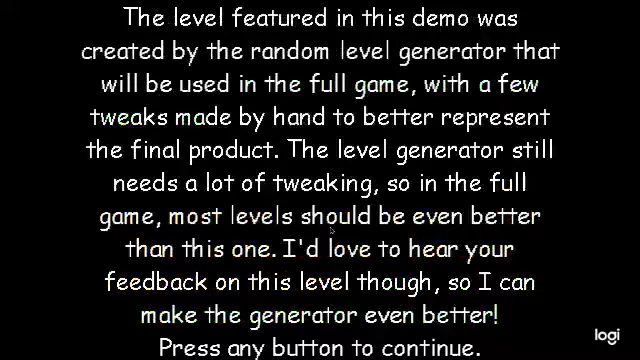 The level featured in this demo was
created by the random level generator that
will be used in the full game, with a few
tweaks made by hand to better represent
the final product. The level generator still
needs a lot of tweaking, so in the full
game, most levels should be even better
than this one. I'd love to hear your
feedback on this level though, so I can
make the generator even better!
Press any button to continue.
logi